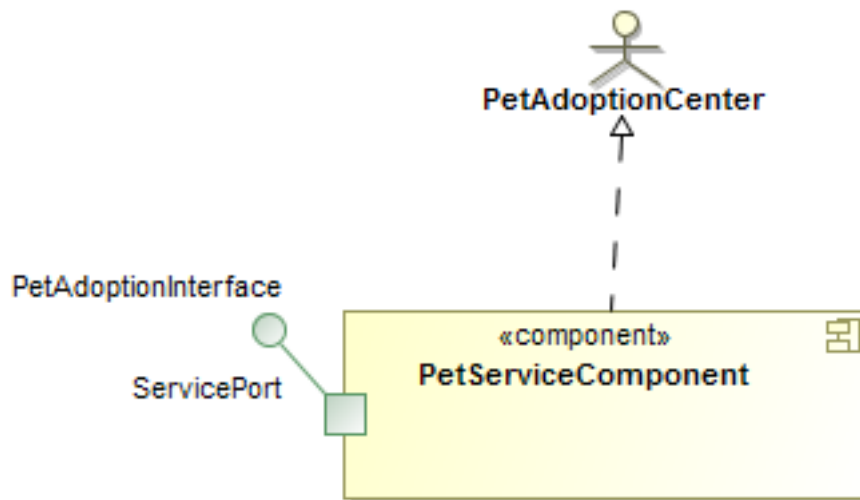 PetAdoptionCenter
PetAdoptionInterface
ServicePort
«component»
PetServiceComponent